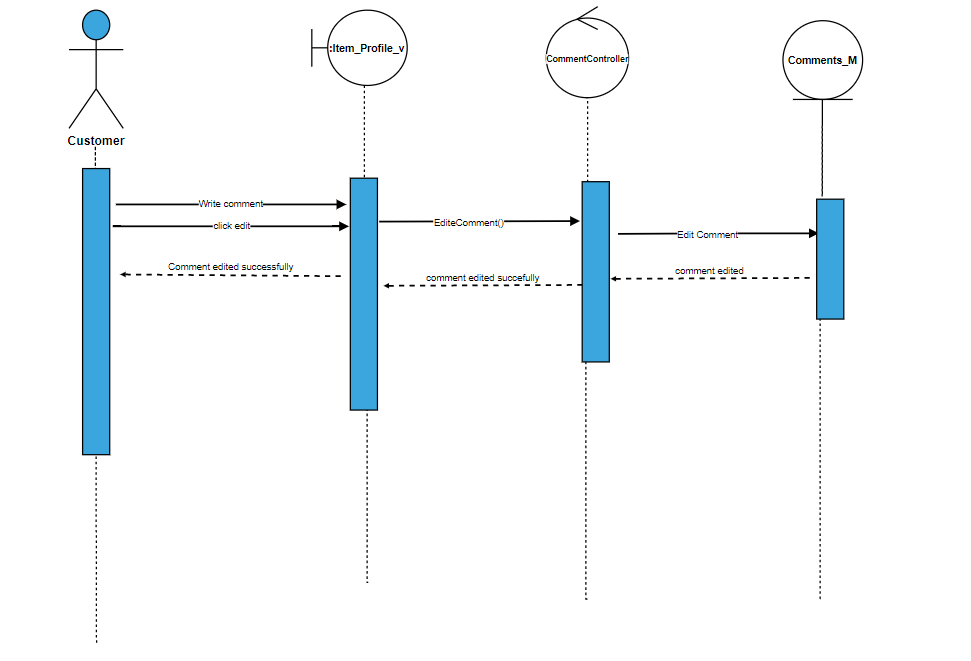 :Item_Profile_v
CommentController
Comments_M
Customer
Write comment
click edit
EditeComment()
Edit Comment
Comment edited successfully
comment edited succefully
comment edited